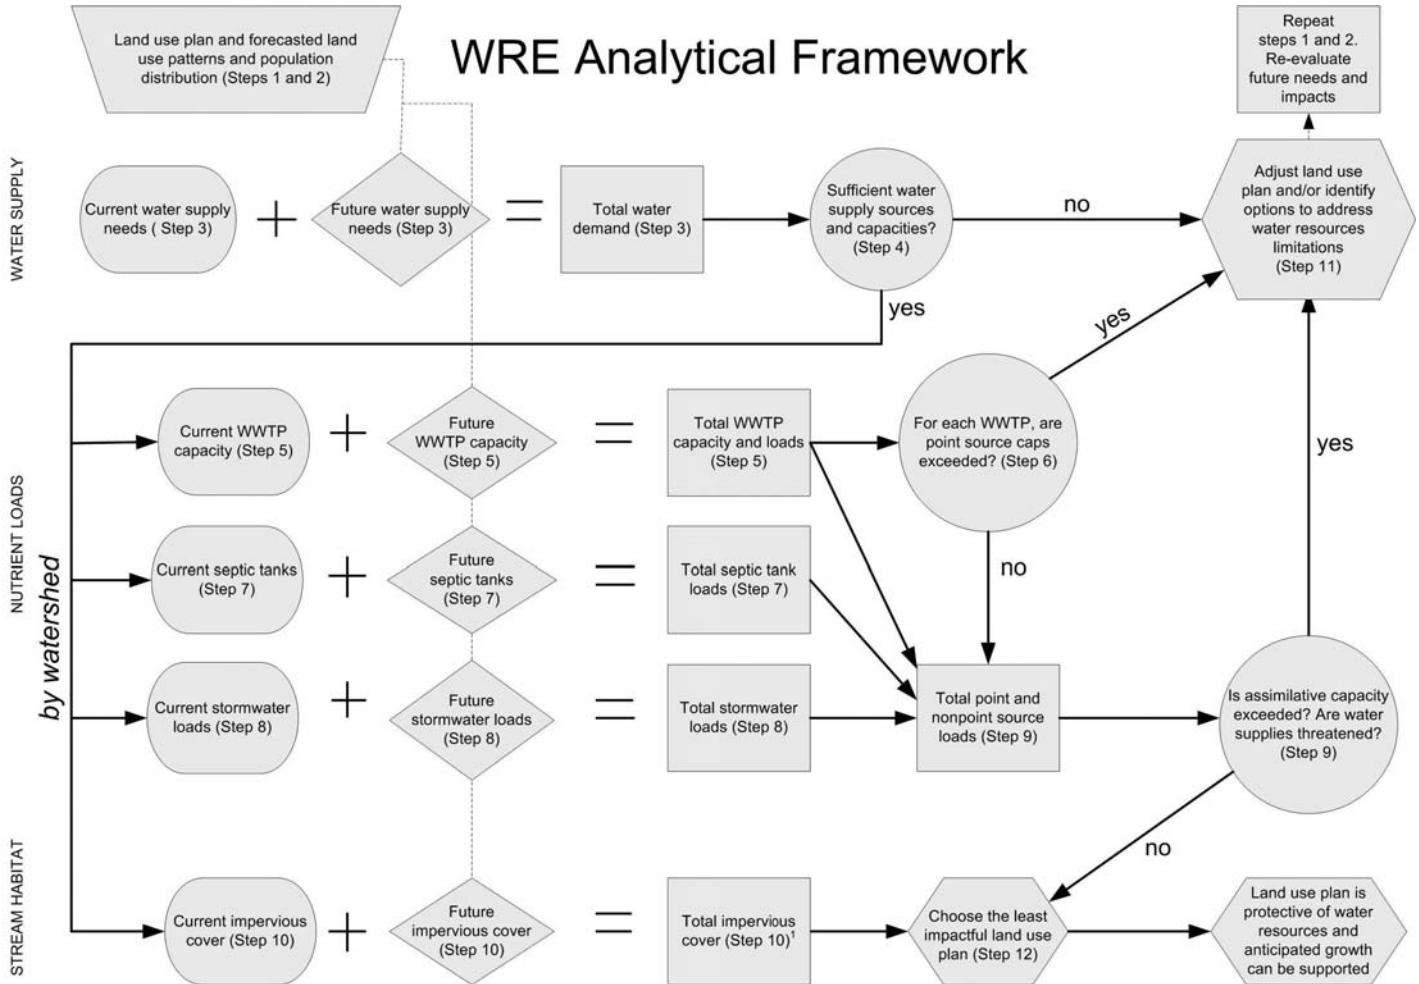 Land use plan and forecasted land
use patterns and population
distribution (Steps 1 and 2)
WRE Analytical Framework
Repeat
steps 1 and 2.
Re-evaluate
future needs and
impacts
WATER SUPPLY
Current water supply
needs ( Step 3)
+
Future water supply
needs (Step 3)
=
Total water
demand (Step 3)
Sufficient water
supply sources
and capacities?
(Step 4)
no
Adjust land use
plan and/or identify
options to address
water resources
limitations
(Step 11)
yes
yes
yes
NUTRIENT LOADS
by watershed
Current WWTP
capacity (Step 5)
+
Future
WWTP capacity
(Step 5)
=
Total WWTP
capacity and loads
(Step 5)
For each WWTP, are
point source caps
exceeded? (Step 6)
no
Current septic tanks
(Step 7)
+
Future
septic tanks
(Step 7)
=
Total septic tank
loads (Step 7)
Current stormwater
loads (Step 8)
+
Future
stormwater loads
(Step 8)
=
Total stormwater
loads (Step 8)
Total point and
nonpoint source
loads (Step 9)
Is assimilative capacity
exceeded? Are water
supplies threatened?
(Step 9)
no
STREAM HABITAT
Current impervious
cover (Step 10)
+
Future
impervious cover
(Step 10)
=
Total impervious
cover (Step 10)¹
Choose the least
impactful land use
plan (Step 12)
Land use plan is
protective of water
resources and
anticipated growth
can be supported